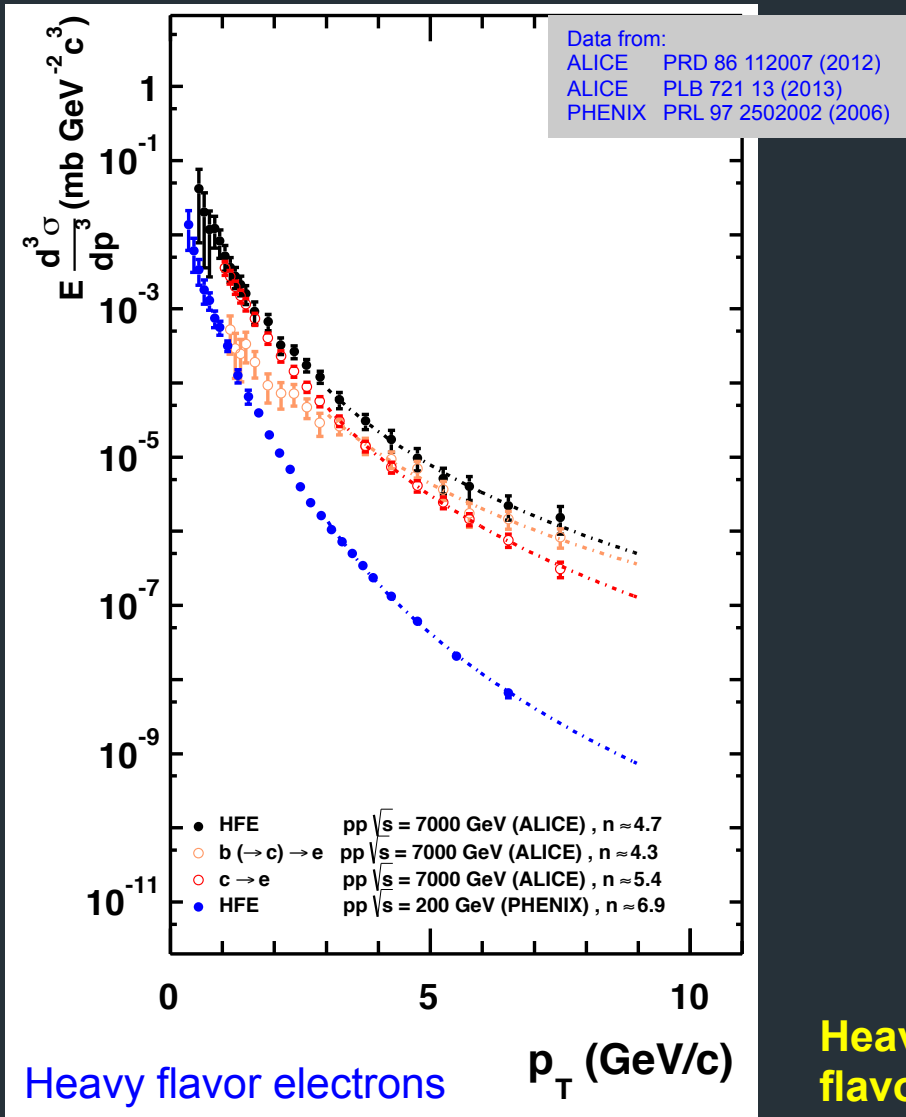 Data from:
ALICE PRD 86 112007 (2012)
ALICE PLB 721 13 (2013)
PHENIX PRL 97 2502002 (2006)
E d³σ/dp³ (mb GeV⁻²c³)
1
10⁻¹
10⁻³
10⁻⁵
10⁻⁷
10⁻⁹
10⁻¹¹
HFE pp √s = 7000 GeV (ALICE) , n ≈4.7
b (→ c) → e pp √s = 7000 GeV (ALICE) , n ≈4.3
c → e pp √s = 7000 GeV (ALICE) , n ≈5.4
HFE pp √s = 200 GeV (PHENIX) , n ≈6.9
0 5 10
p_T (GeV/c)
Heavy flavor electrons
Heav
flavo